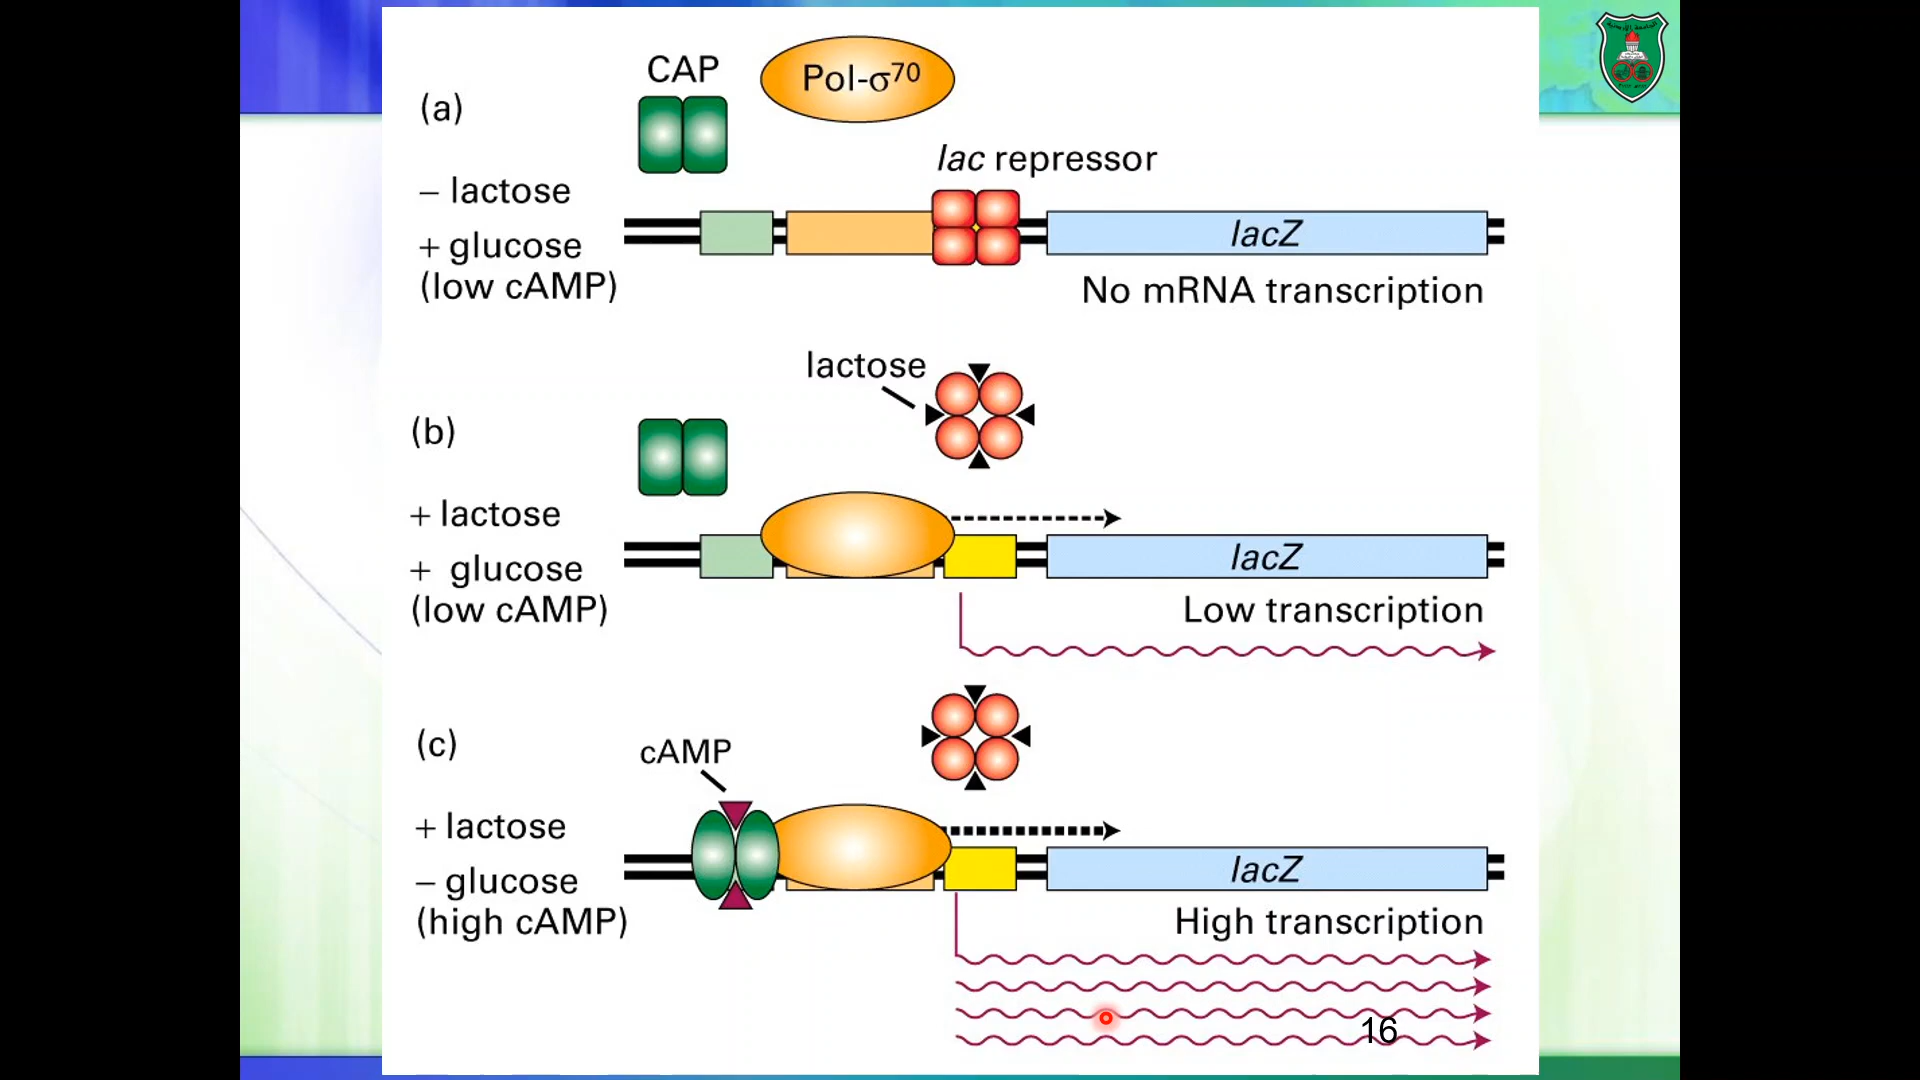 CAP
Pol-σ⁷⁰
(a)
lac repressor
− lactose
+ glucose
(low cAMP)
lacZ
No mRNA transcription
lactose
(b)
+ lactose
+ glucose
(low cAMP)
lacZ
Low transcription
(c)
cAMP
+ lactose
− glucose
(high cAMP)
lacZ
High transcription
16